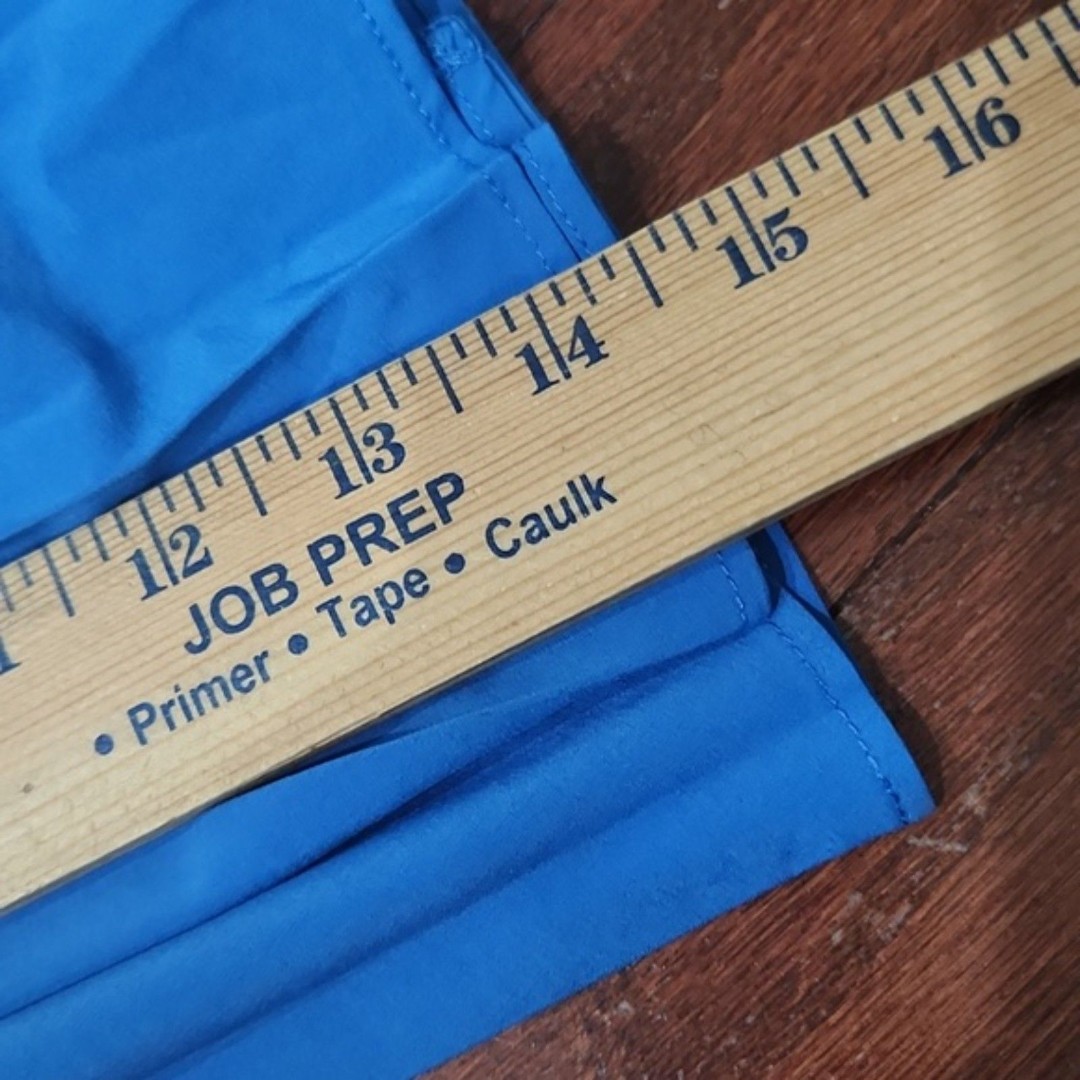 12 13 14 15 16
JOB PREP
• Primer • Tape • Caulk